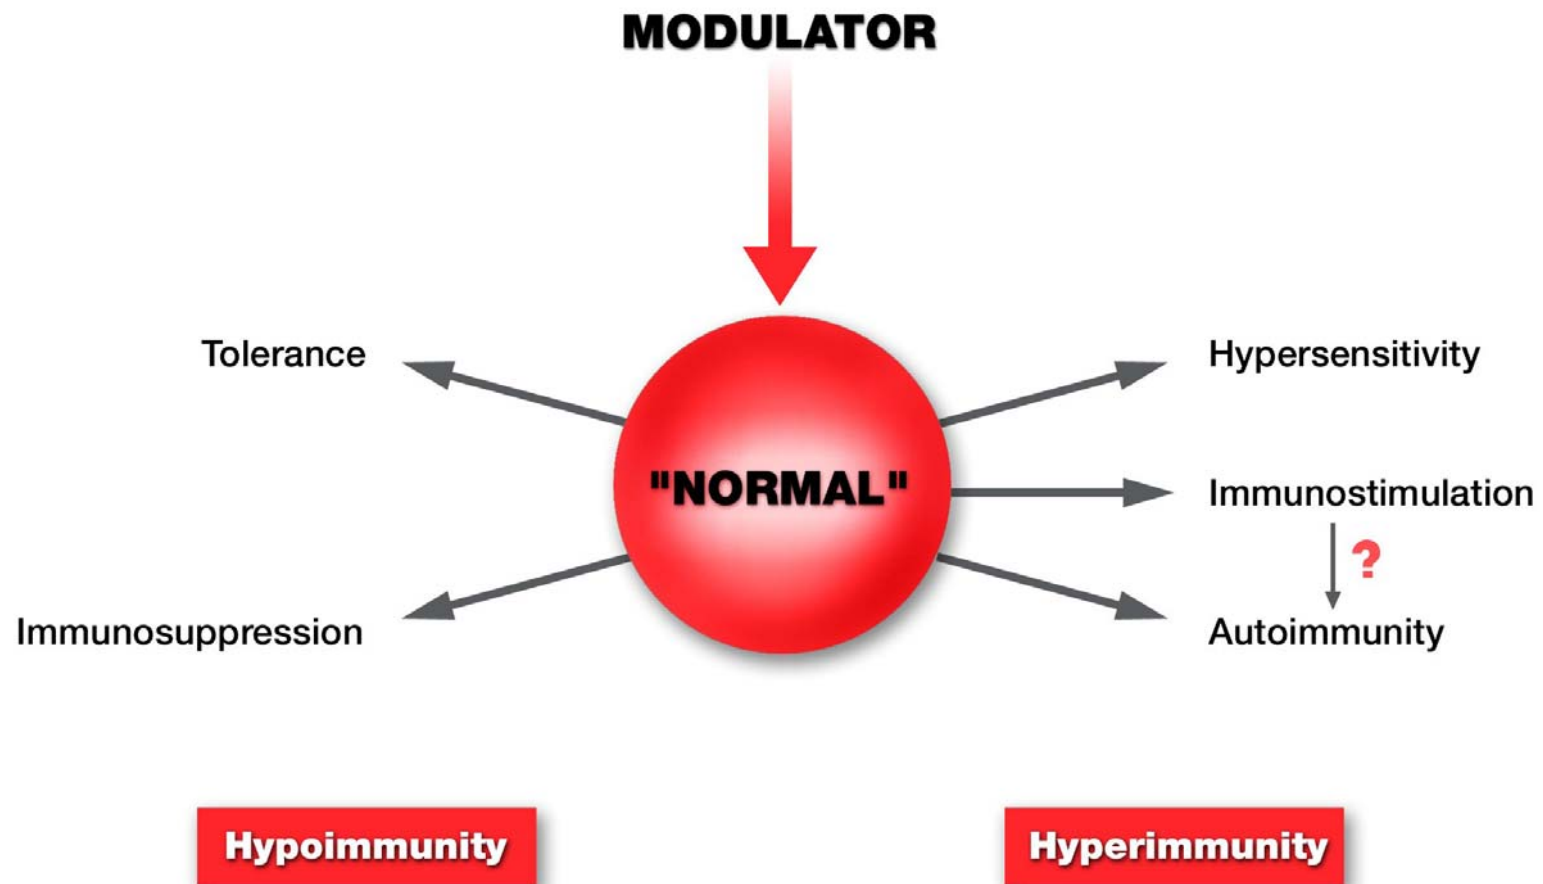 MODULATOR
Tolerance
Hypersensitivity
"NORMAL"
Immunostimulation
?
Immunosuppression
Autoimmunity
Hypoimmunity
Hyperimmunity